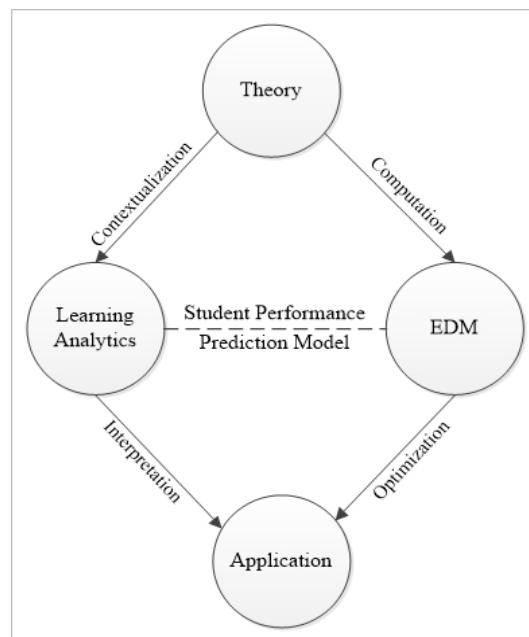 Theory
Contextualization
Computation
Learning
Analytics
Student Performance
Prediction Model
EDM
Interpretation
Optimization
Application